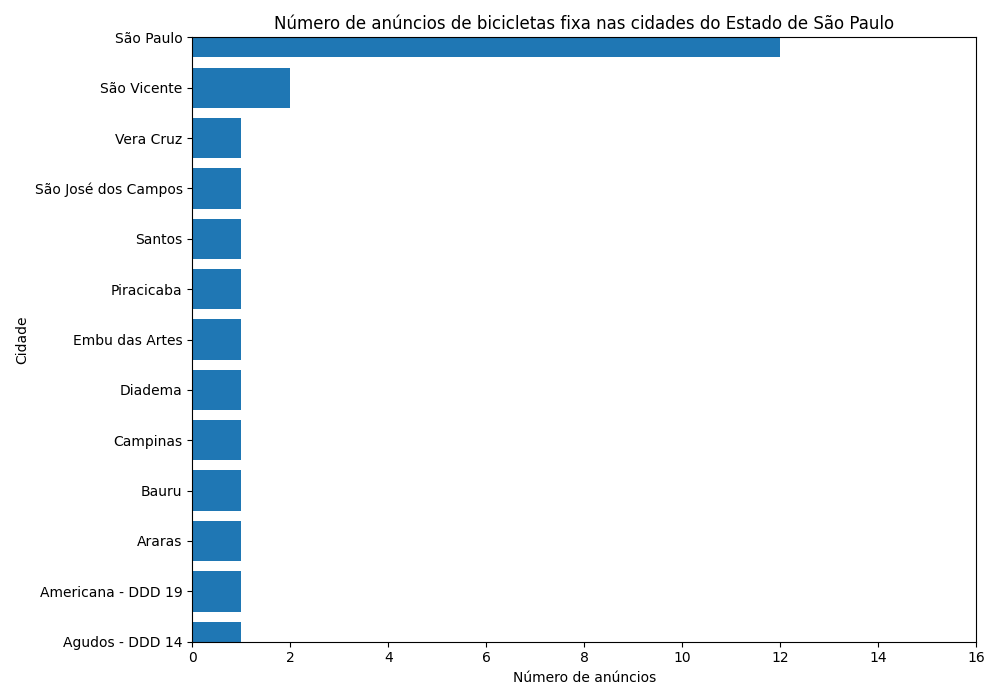 Número de anúncios de bicicletas fixa nas cidades do Estado de São Paulo
São Paulo
São Vicente
Vera Cruz
São José dos Campos
Santos
Piracicaba
Embu das Artes
Diadema
Campinas
Bauru
Araras
Americana - DDD 19
Agudos - DDD 14
Cidade
0 2 4 6 8 10 12 14 16
Número de anúncios